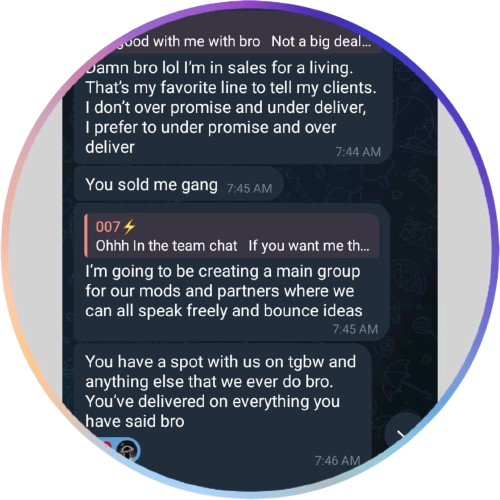 good with me with bro   Not a big deal...
Damn bro lol I'm in sales for a living.
That's my favorite line to tell my clients.
I don't over promise and under deliver,
I prefer to under promise and over
deliver
7:44 AM
You sold me gang 7:45 AM
007⚡
Ohhh In the team chat   If you want me th...
I'm going to be creating a main group
for our mods and partners where we
can all speak freely and bounce ideas
7:45 AM
You have a spot with us on tgbw and
anything else that we ever do bro.
You've delivered on everything you
have said bro
7:46 AM